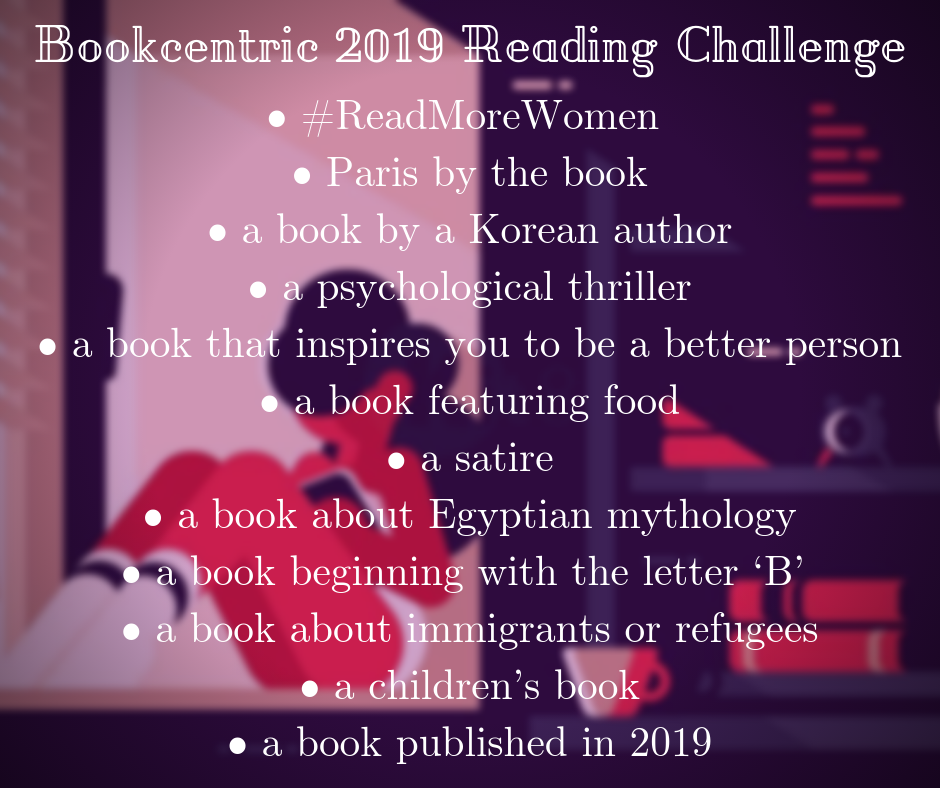 Bookcentric 2019 Reading Challenge
• #ReadMoreWomen
• Paris by the book
• a book by a Korean author
• a psychological thriller
• a book that inspires you to be a better person
• a book featuring food
• a satire
• a book about Egyptian mythology
• a book beginning with the letter ‘B’
• a book about immigrants or refugees
• a children’s book
• a book published in 2019